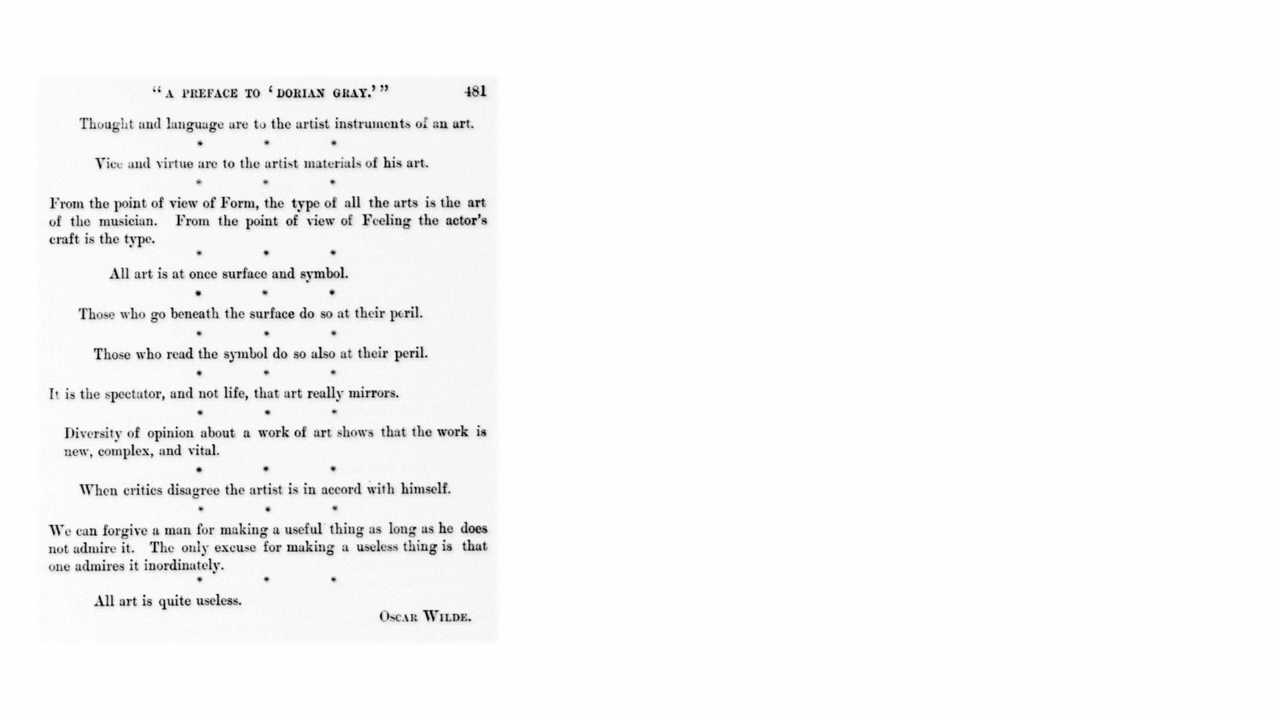 “A PREFACE TO ‘DORIAN GRAY.’” 481
Thought and language are to the artist instruments of an art.
* * *
Vice and virtue are to the artist materials of his art.
* * *
From the point of view of Form, the type of all the arts is the art
of the musician. From the point of view of Feeling the actor’s
craft is the type.
* * *
All art is at once surface and symbol.
* * *
Those who go beneath the surface do so at their peril.
* * *
Those who read the symbol do so also at their peril.
* * *
It is the spectator, and not life, that art really mirrors.
* * *
Diversity of opinion about a work of art shows that the work is
new, complex, and vital.
* * *
When critics disagree the artist is in accord with himself.
* * *
We can forgive a man for making a useful thing as long as he does
not admire it. The only excuse for making a useless thing is that
one admires it inordinately.
* * *
All art is quite useless.
OSCAR WILDE.